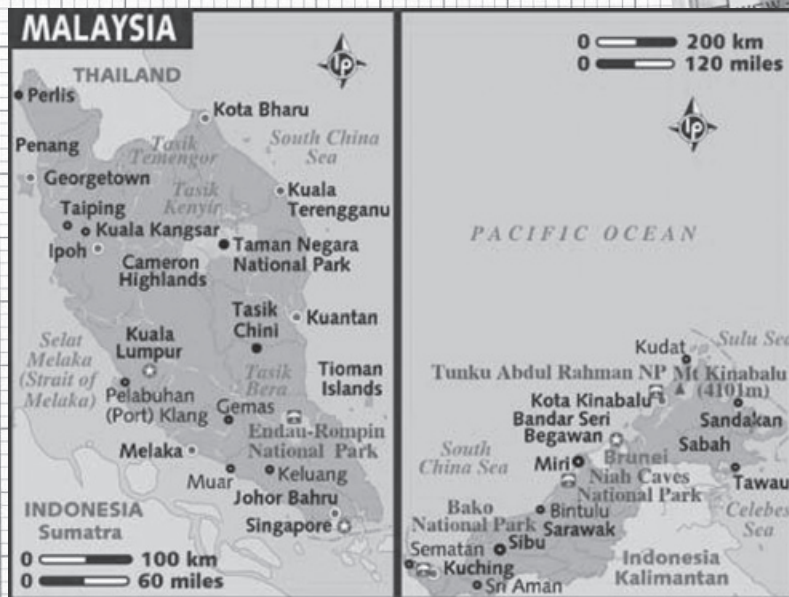 MALAYSIA
THAILAND
Perlis
Kota Bharu
Penang
Tasik
Temengor
South China
Sea
Georgetown
Tasik
Kenyir
Kuala
Terengganu
Taiping
Kuala Kangsar
Ipoh
Taman Negara
National Park
Cameron
Highlands
Tasik
Chini
Kuantan
Selat
Melaka
(Strait of
Melaka)
Kuala
Lumpur
Tasik
Bera
Tioman
Islands
Pelabuhan
(Port) Klang
Gemas
Endau-Rompin
National Park
Melaka
Muar
Keluang
Johor Bahru
INDONESIA
Sumatra
Singapore
0 100 km
0 60 miles
0 200 km
0 120 miles
PACIFIC OCEAN
Kudat
Sulu Sea
Tunku Abdul Rahman NP
Mt Kinabalu
(4101m)
Kota Kinabalu
Sandakan
Bandar Seri
Begawan
Sabah
South
China Sea
Brunei
Miri
Niah Caves
National Park
Tawau
Bako
National Park
Bintulu
Celebes
Sea
Sarawak
Sibu
Sematan
Kuching
Indonesia
Kalimantan
Sri Aman